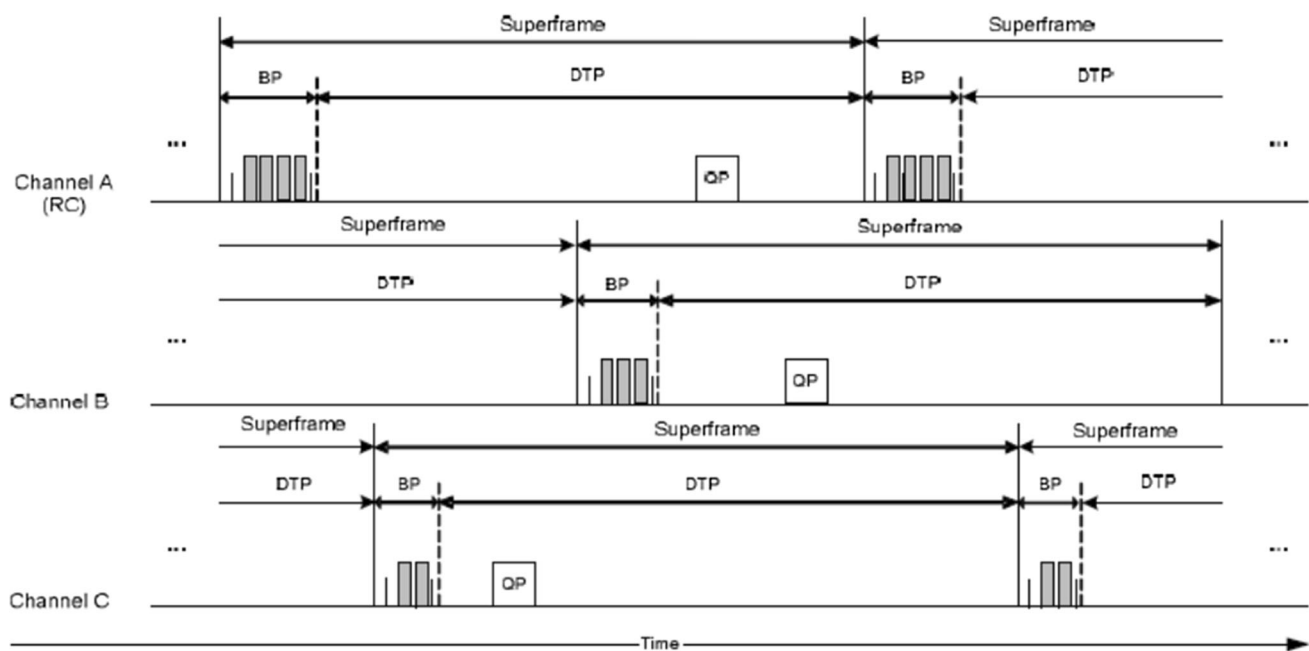 Superframe Superframe
BP DTP BP DTP
... ...
QP
Channel A
(RC)
Superframe Superframe
DTP BP DTP
... ...
QP
Channel B
Superframe Superframe Superframe
DTP BP DTP BP DTP
... ...
QP
Channel C
Time